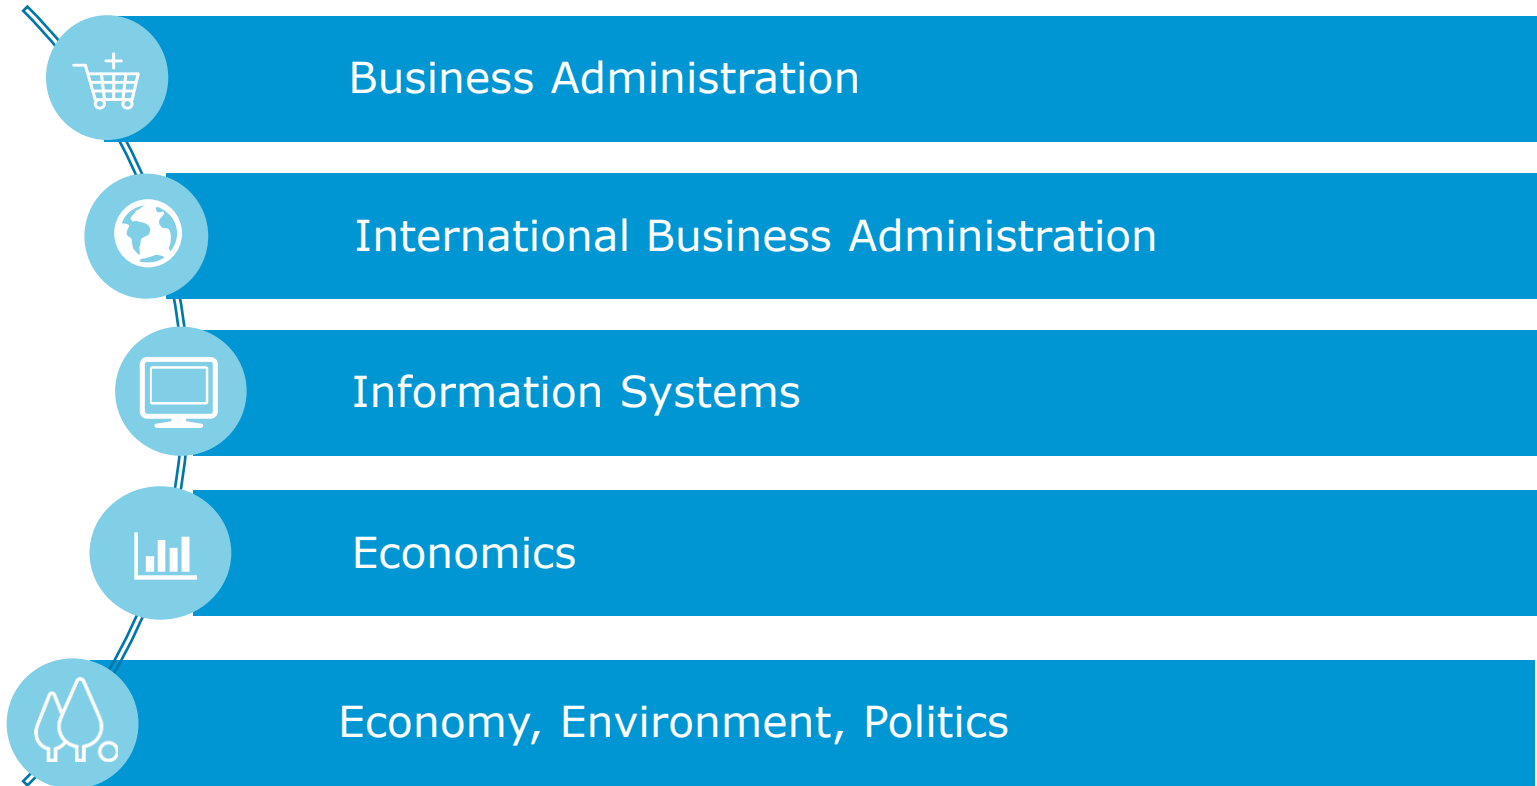 Business Administration
International Business Administration
Information Systems
Economics
Economy, Environment, Politics